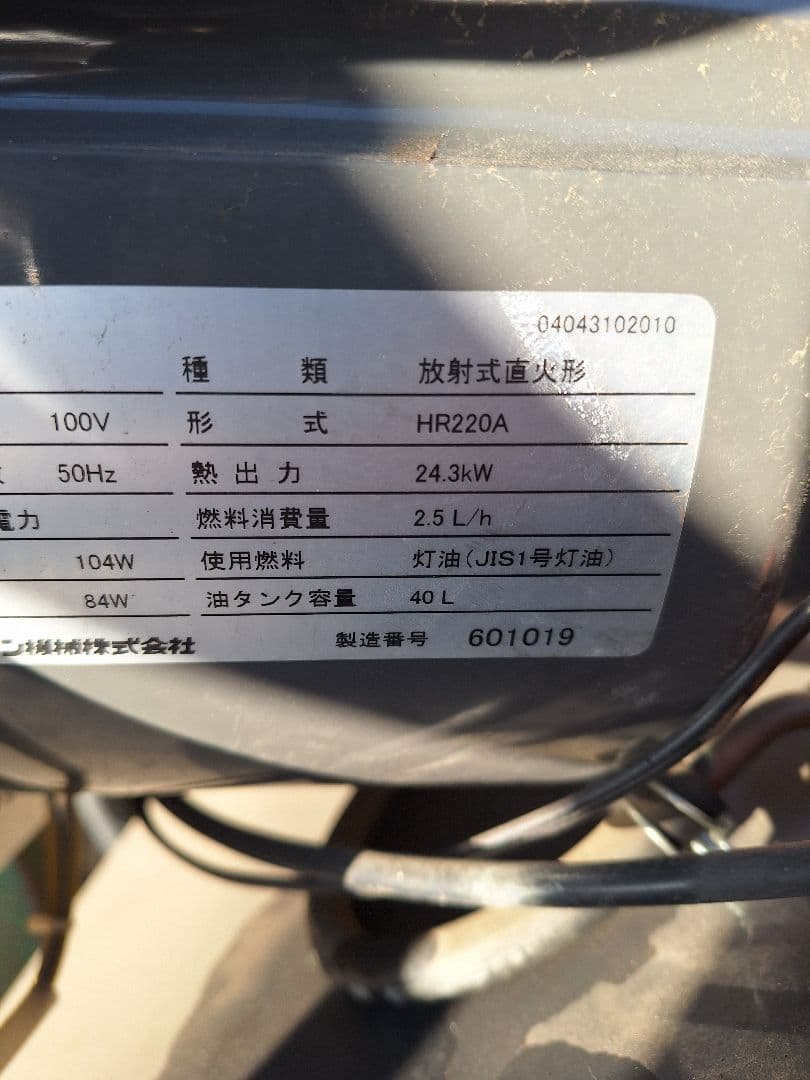 04043102010
種類 放射式直火形
100V 形式 HR220A
50Hz 熱出力 24.3kW
電力 燃料消費量 2.5 L/h
104W 使用燃料 灯油(JIS1号灯油)
84W 油タンク容量 40 L
ン機械株式会社 製造番号 601019